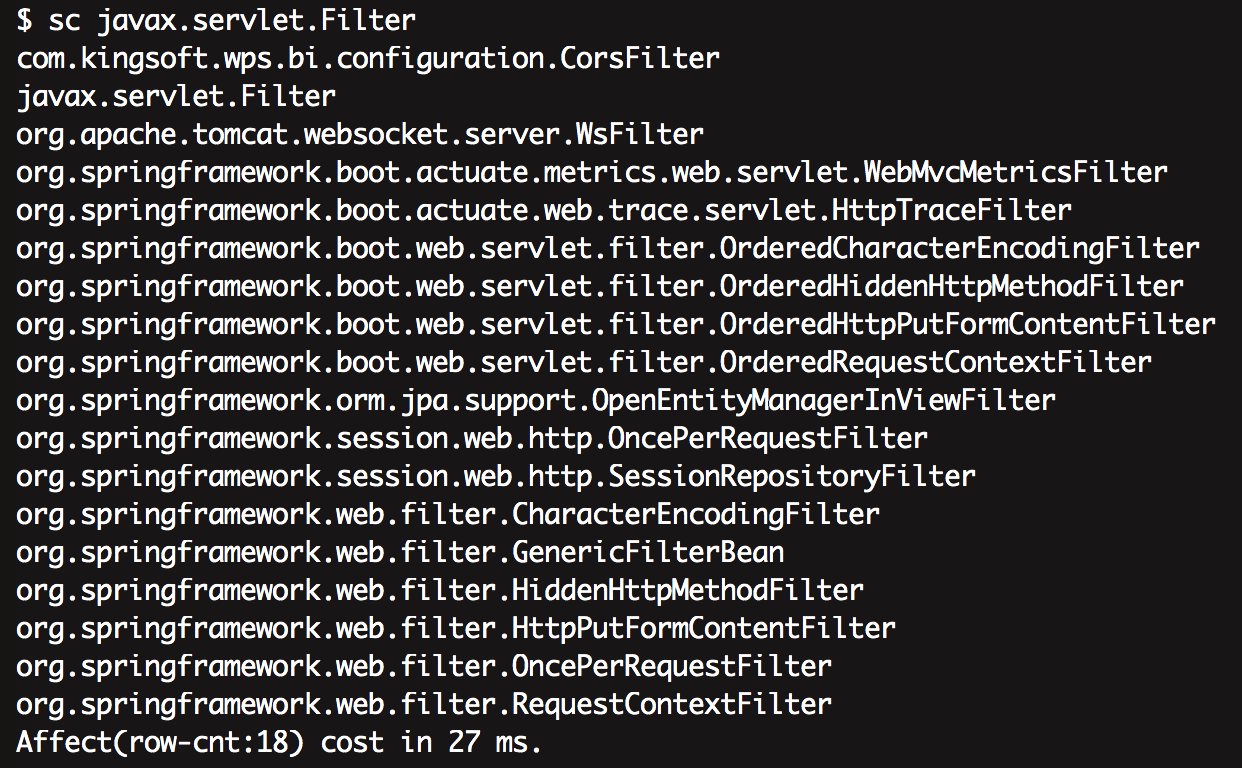 $ sc javax.servlet.Filter
com.kingsoft.wps.bi.configuration.CorsFilter
javax.servlet.Filter
org.apache.tomcat.websocket.server.WsFilter
org.springframework.boot.actuate.metrics.web.servlet.WebMvcMetricsFilter
org.springframework.boot.actuate.web.trace.servlet.HttpTraceFilter
org.springframework.boot.web.servlet.filter.OrderedCharacterEncodingFilter
org.springframework.boot.web.servlet.filter.OrderedHiddenHttpMethodFilter
org.springframework.boot.web.servlet.filter.OrderedHttpPutFormContentFilter
org.springframework.boot.web.servlet.filter.OrderedRequestContextFilter
org.springframework.orm.jpa.support.OpenEntityManagerInViewFilter
org.springframework.session.web.http.OncePerRequestFilter
org.springframework.session.web.http.SessionRepositoryFilter
org.springframework.web.filter.CharacterEncodingFilter
org.springframework.web.filter.GenericFilterBean
org.springframework.web.filter.HiddenHttpMethodFilter
org.springframework.web.filter.HttpPutFormContentFilter
org.springframework.web.filter.OncePerRequestFilter
org.springframework.web.filter.RequestContextFilter
Affect(row-cnt:18) cost in 27 ms.